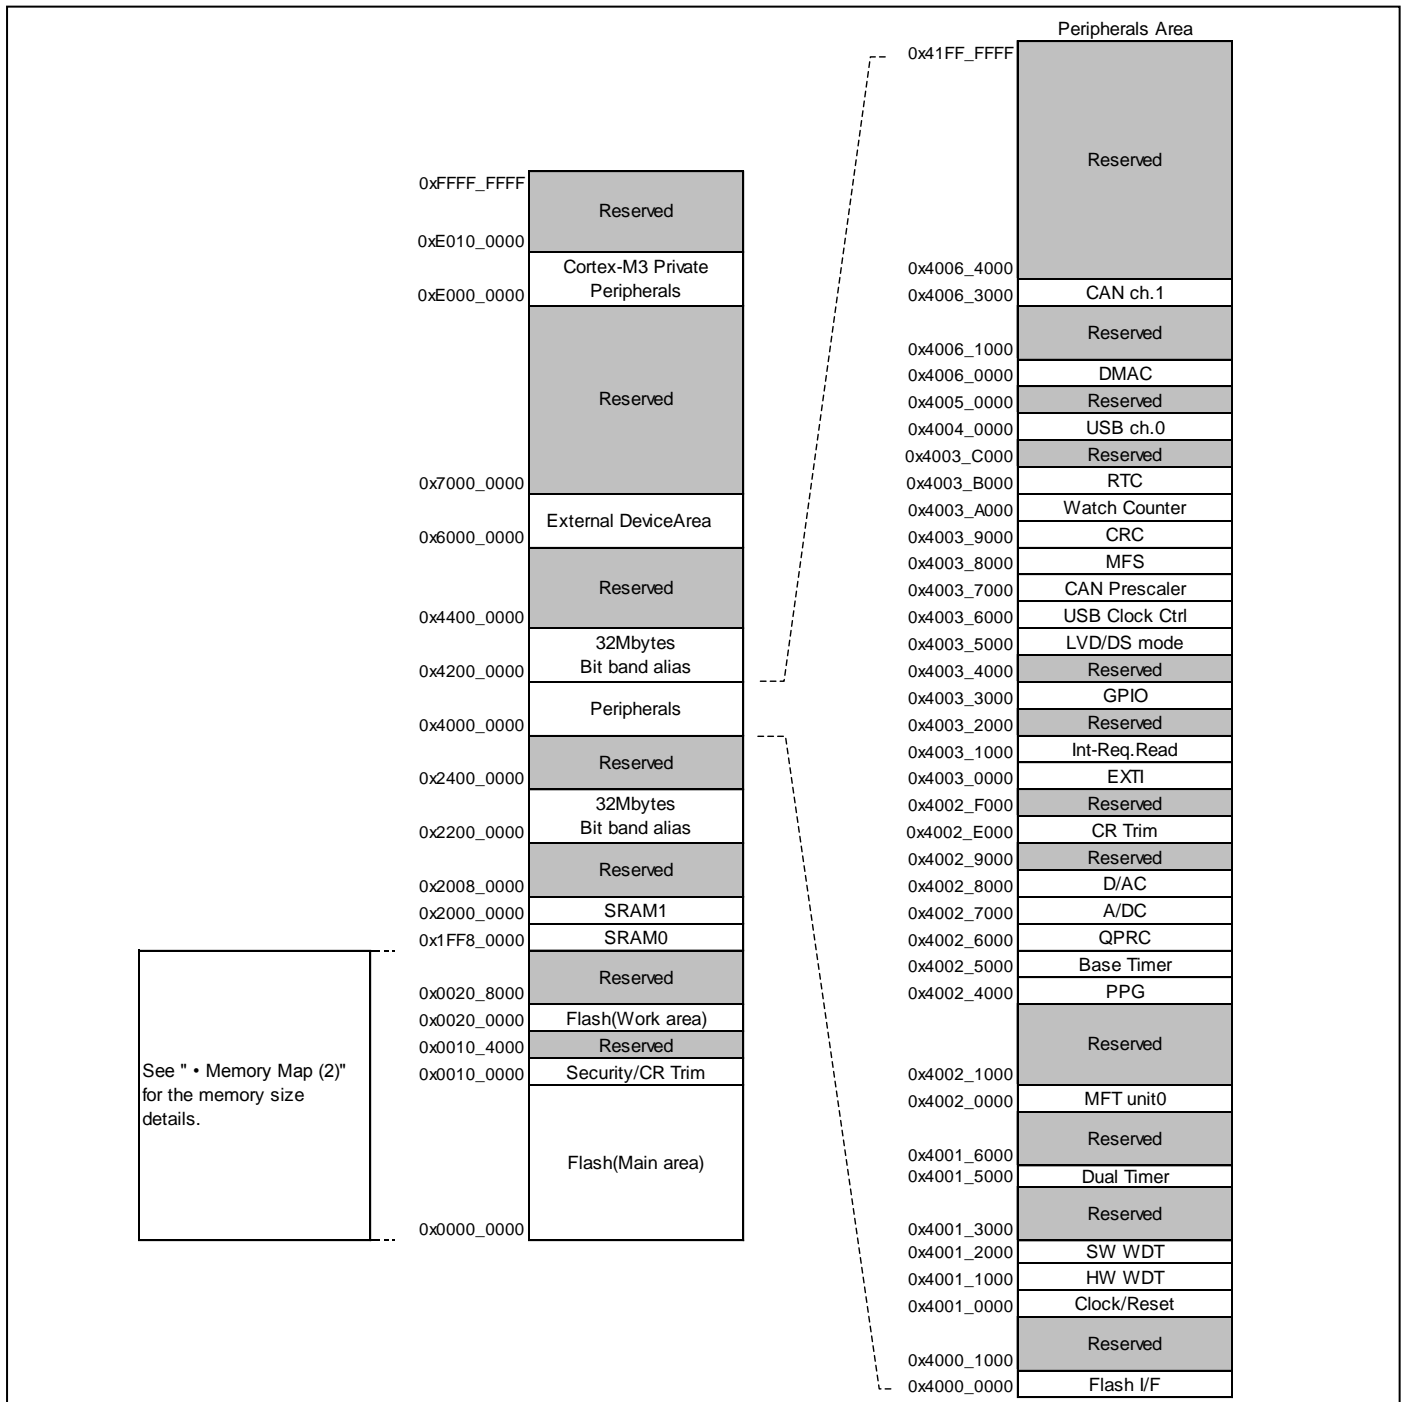 Peripherals Area
0x41FF_FFFF
Reserved
0x4006_4000
0x4006_3000 CAN ch.1
Reserved
0x4006_1000
0x4006_0000 DMAC
0x4005_0000 Reserved
0x4004_0000 USB ch.0
0x4003_C000 Reserved
0x4003_B000 RTC
0x4003_A000 Watch Counter
0x4003_9000 CRC
0x4003_8000 MFS
0x4003_7000 CAN Prescaler
0x4003_6000 USB Clock Ctrl
0x4003_5000 LVD/DS mode
0x4003_4000 Reserved
0x4003_3000 GPIO
0x4003_2000 Reserved
0x4003_1000 Int-Req.Read
0x4003_0000 EXTI
0x4002_F000 Reserved
0x4002_E000 CR Trim
0x4002_9000 Reserved
0x4002_8000 D/AC
0x4002_7000 A/DC
0x4002_6000 QPRC
0x4002_5000 Base Timer
0x4002_4000 PPG
Reserved
0x4002_1000
0x4002_0000 MFT unit0
Reserved
0x4001_6000
0x4001_5000 Dual Timer
Reserved
0x4001_3000
0x4001_2000 SW WDT
0x4001_1000 HW WDT
0x4001_0000 Clock/Reset
Reserved
0x4000_1000
0x4000_0000 Flash I/F
0xFFFF_FFFF
Reserved
0xE010_0000
Cortex-M3 Private
0xE000_0000 Peripherals
Reserved
0x7000_0000
External DeviceArea
0x6000_0000
Reserved
0x4400_0000
32Mbytes
0x4200_0000 Bit band alias
Peripherals
0x4000_0000
Reserved
0x2400_0000
32Mbytes
0x2200_0000 Bit band alias
Reserved
0x2008_0000
0x2000_0000 SRAM1
0x1FF8_0000 SRAM0
Reserved
0x0020_8000
0x0020_0000 Flash(Work area)
0x0010_4000 Reserved
0x0010_0000 Security/CR Trim
Flash(Main area)
0x0000_0000
See " • Memory Map (2)"
for the memory size
details.